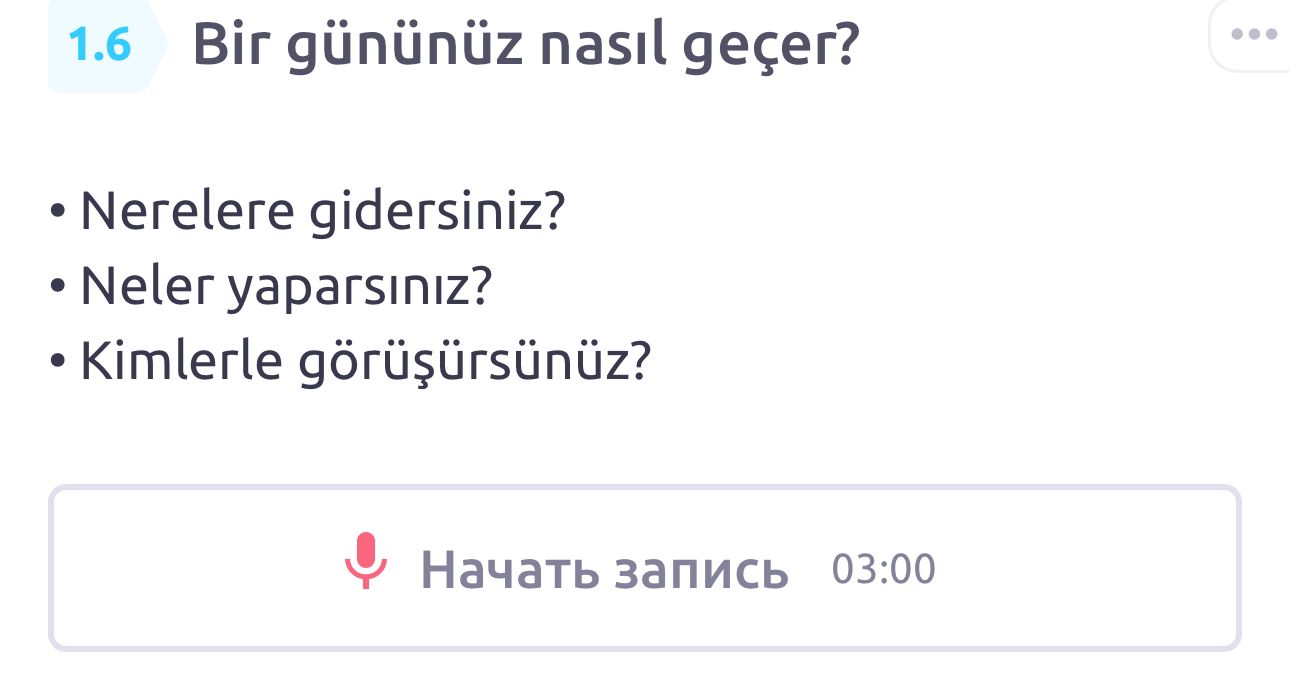 1.6 Bir gününüz nasıl geçer?
• Nerelere gidersiniz?
• Neler yaparsınız?
• Kimlerle görüşürsünüz?
Начать запись 03:00